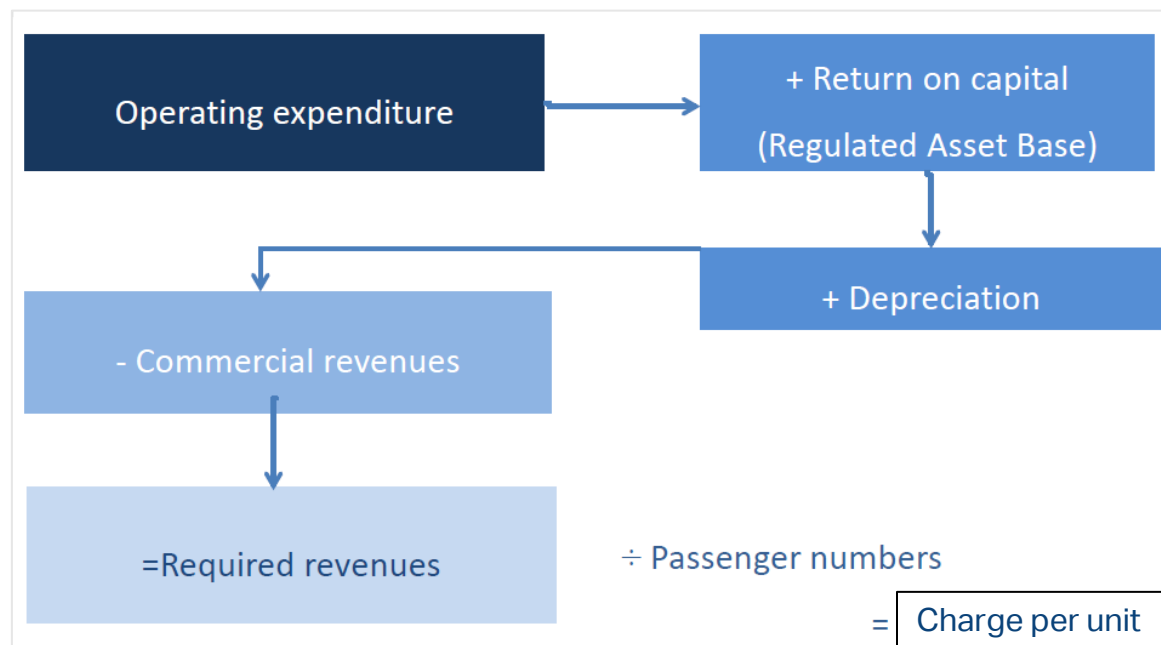 Operating expenditure
+ Return on capital
(Regulated Asset Base)
+ Depreciation
- Commercial revenues
=Required revenues
÷ Passenger numbers
= Charge per unit